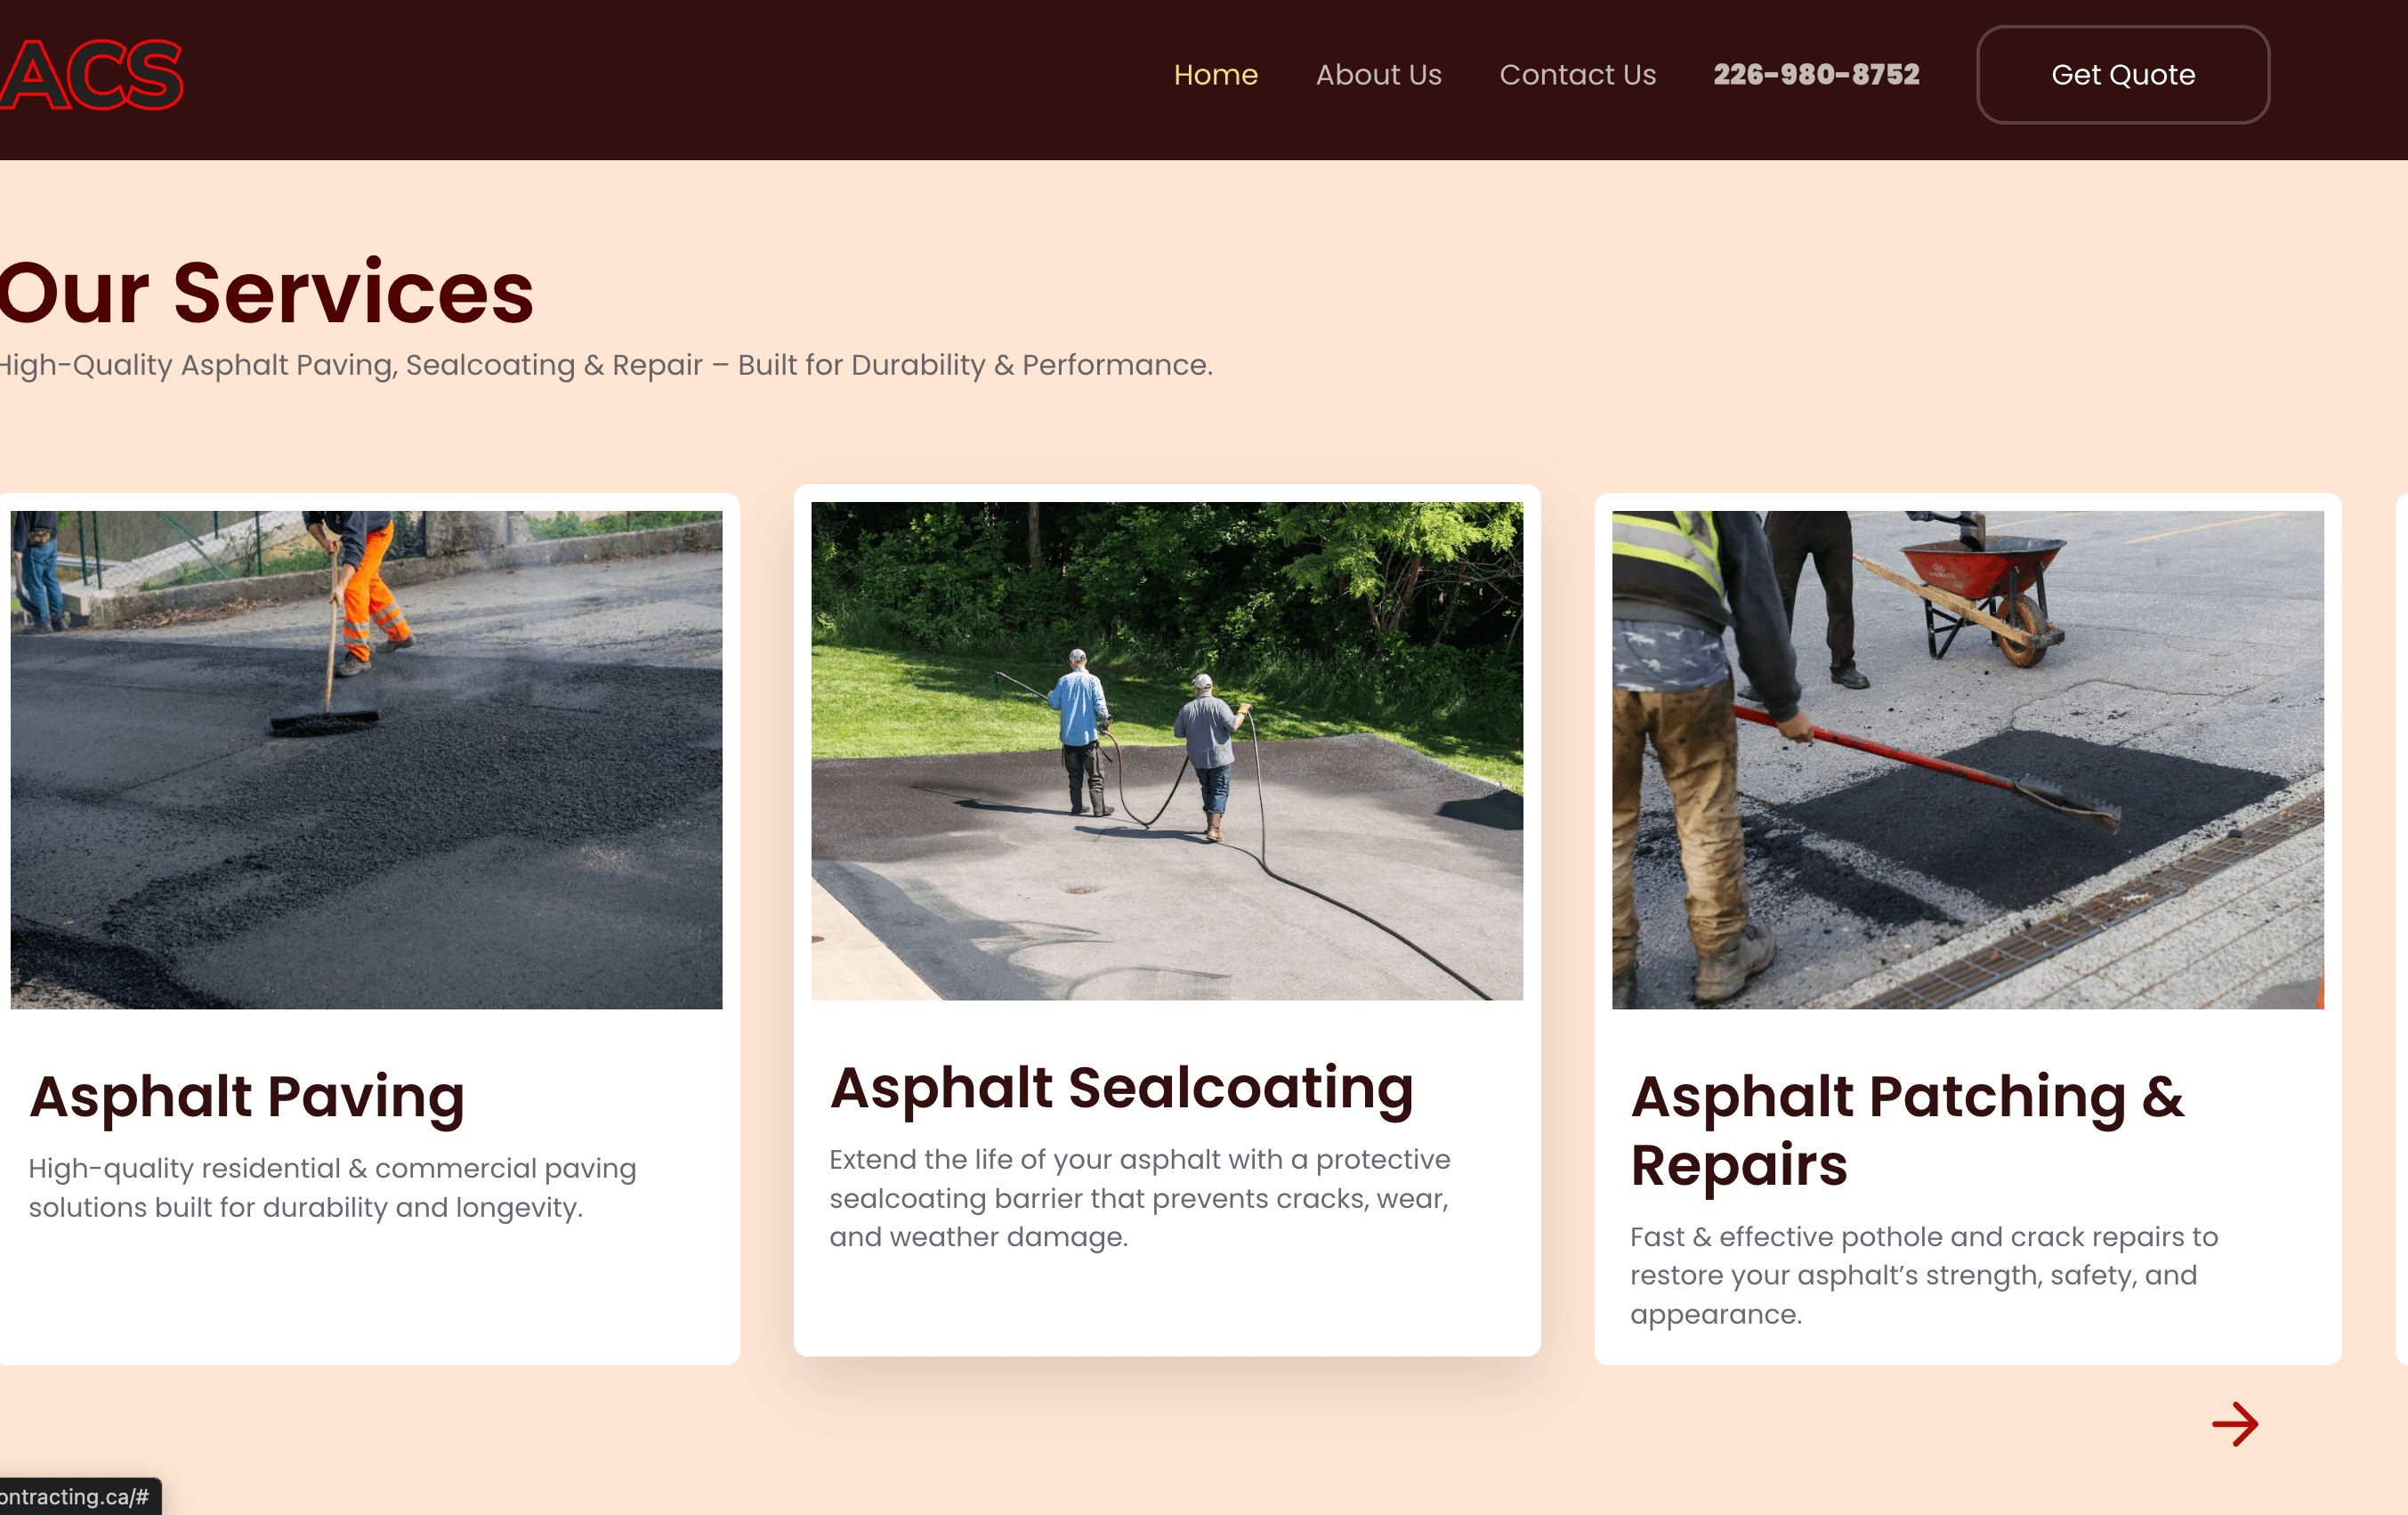 ACS
Home
About Us
Contact Us
226-980-8752
Get Quote
Our Services
High-Quality Asphalt Paving, Sealcoating & Repair – Built for Durability & Performance.
Asphalt Paving
High-quality residential & commercial paving
solutions built for durability and longevity.
Asphalt Sealcoating
Extend the life of your asphalt with a protective
sealcoating barrier that prevents cracks, wear,
and weather damage.
Asphalt Patching &
Repairs
Fast & effective pothole and crack repairs to
restore your asphalt’s strength, safety, and
appearance.
ontracting.ca/#